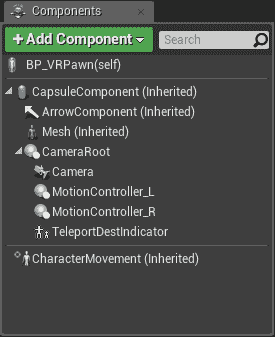 Components
+ Add Component
Search
BP_VRPawn(self)
CapsuleComponent (Inherited)
ArrowComponent (Inherited)
Mesh (Inherited)
CameraRoot
Camera
MotionController_L
MotionController_R
TeleportDestIndicator
CharacterMovement (Inherited)